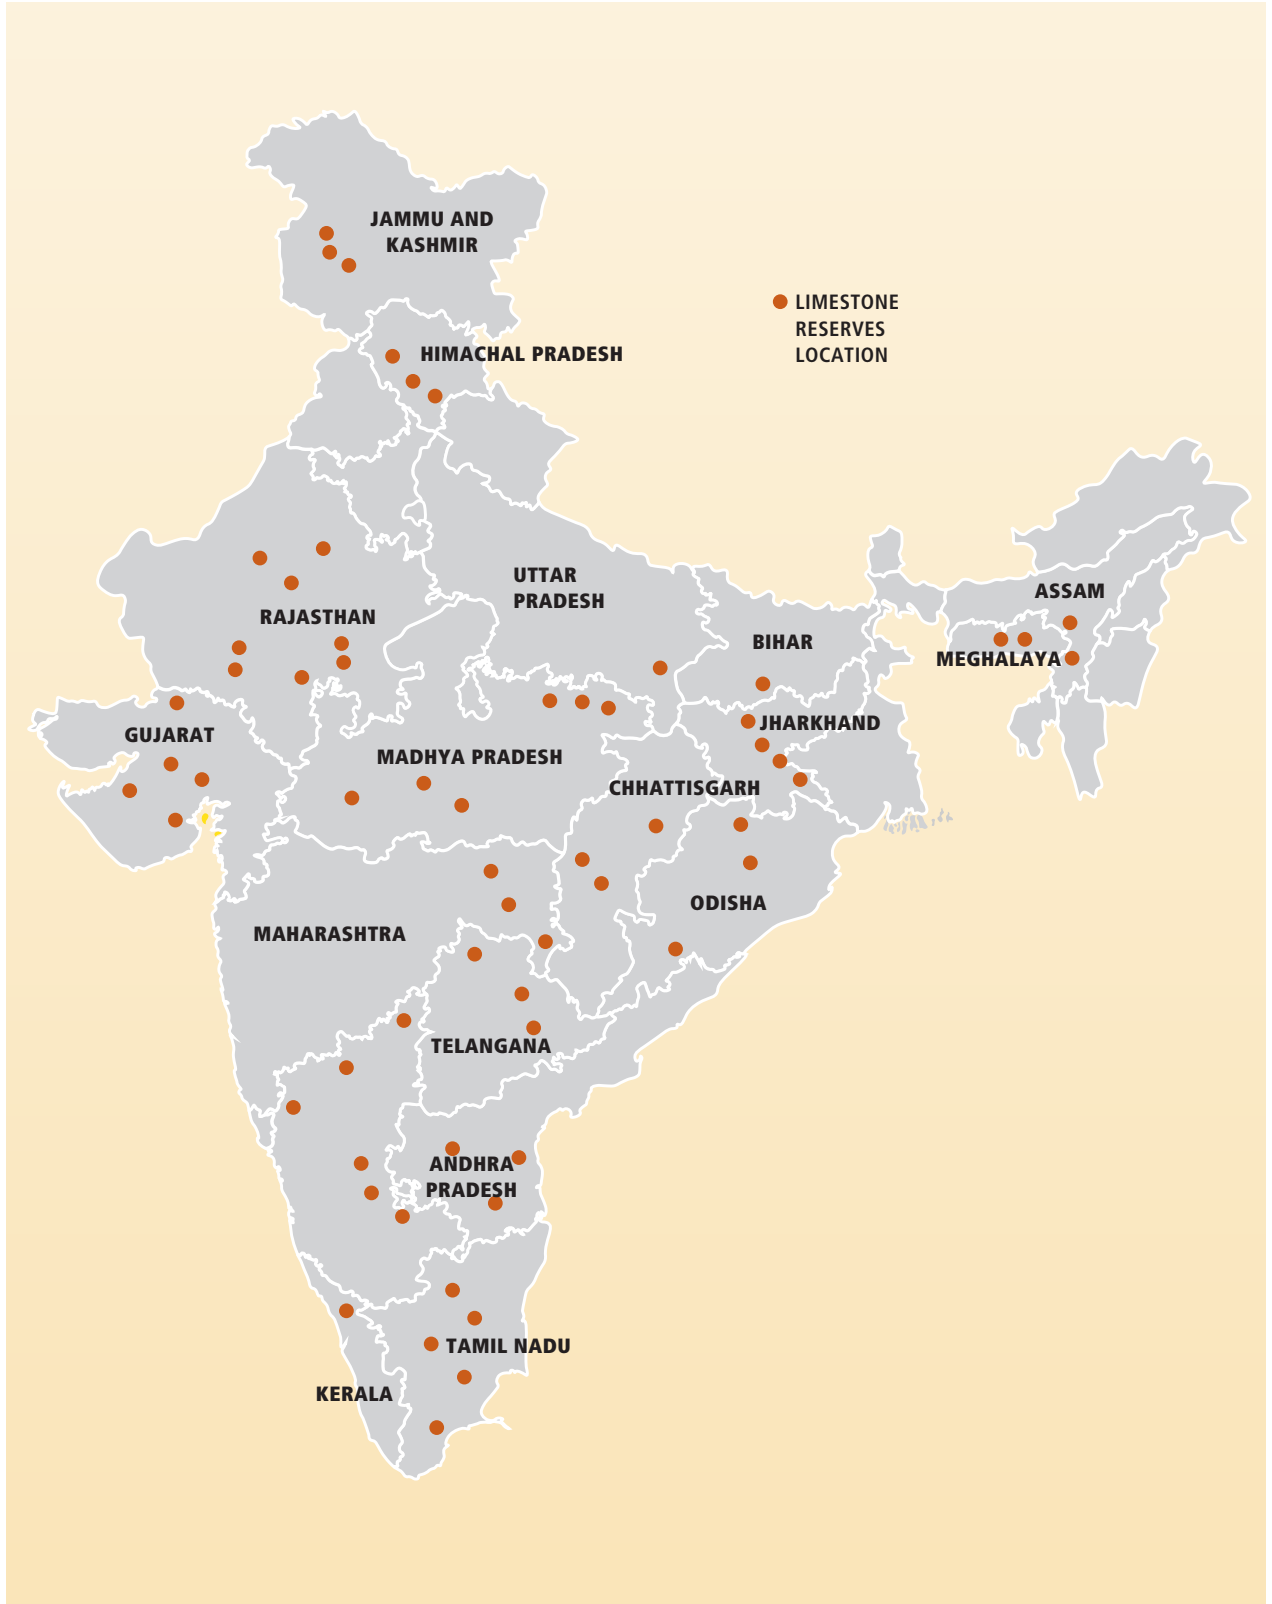 JAMMU AND
KASHMIR
LIMESTONE
RESERVES
LOCATION
HIMACHAL PRADESH
UTTAR
PRADESH
ASSAM
RAJASTHAN
BIHAR
MEGHALAYA
JHARKHAND
GUJARAT
MADHYA PRADESH
CHHATTISGARH
ODISHA
MAHARASHTRA
TELANGANA
ANDHRA
PRADESH
TAMIL NADU
KERALA